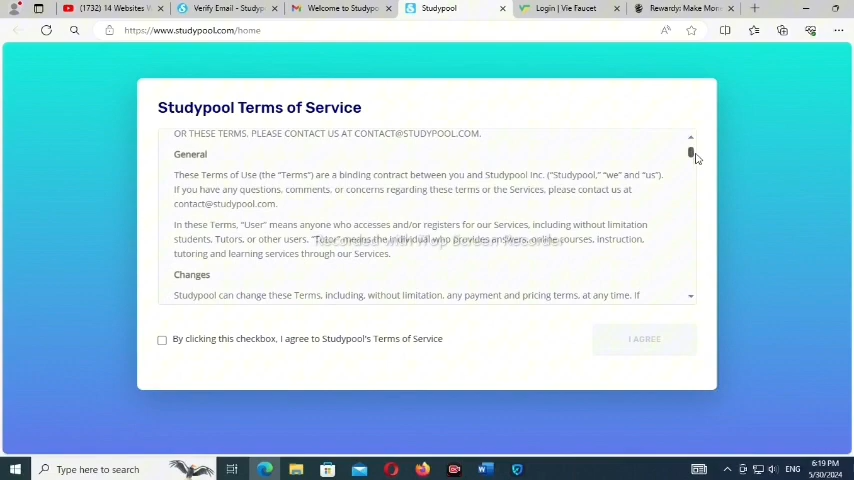 (1732) 14 Websites W
Verify Email - Studyp
Welcome to Studypo
Studypool
Login | Vie Faucet
Rewardy: Make Mon
https://www.studypool.com/home
Studypool Terms of Service
OR THESE TERMS, PLEASE CONTACT US AT CONTACT@STUDYPOOL.COM.
General
These Terms of Use (the "Terms") are a binding contract between you and Studypool Inc. ("Studypool," "we" and "us").
If you have any questions, comments, or concerns regarding these terms or the Services, please contact us at
contact@studypool.com.
In these Terms, "User" means anyone who accesses and/or registers for our Services, including without limitation
students, Tutors, or other users. "Tutor" means the individual who provides answers, online courses, instruction,
tutoring and learning services through our Services.
Recorded with iTop Screen Recorder
Changes
Studypool can change these Terms, including, without limitation, any payment and pricing terms, at any time. If
By clicking this checkbox, I agree to Studypool's Terms of Service
I AGREE
Type here to search
ENG
6:19 PM
5/30/2024